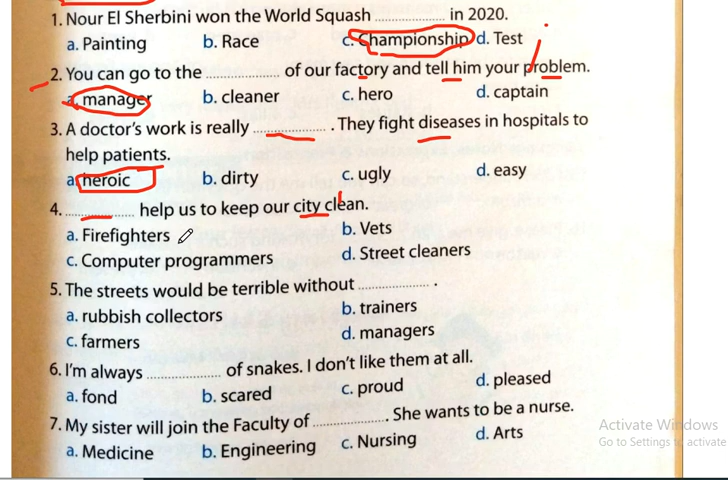 1. Nour El Sherbini won the World Squash ............... in 2020.
a. Painting b. Race c. Championship d. Test
2. You can go to the ............... of our factory and tell him your problem.
a. manager b. cleaner c. hero d. captain
3. A doctor's work is really ............... . They fight diseases in hospitals to
help patients.
a. heroic b. dirty c. ugly d. easy
4. ............... help us to keep our city clean.
a. Firefighters b. Vets
c. Computer programmers d. Street cleaners
5. The streets would be terrible without ............... .
a. rubbish collectors b. trainers
c. farmers d. managers
6. I'm always ............... of snakes. I don't like them at all.
a. fond b. scared c. proud d. pleased
7. My sister will join the Faculty of ............... . She wants to be a nurse.
a. Medicine b. Engineering c. Nursing d. Arts
Activate Windows
Go to Settings to activate